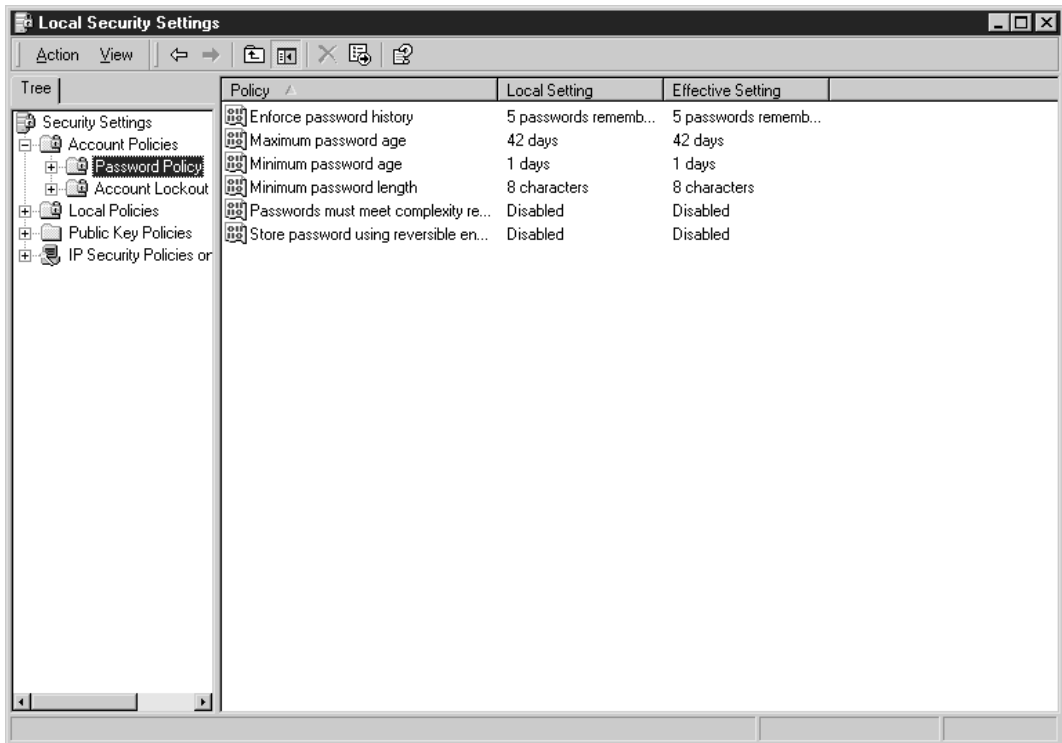 Local Security Settings
Action View
Tree
Policy Local Setting Effective Setting
Security Settings
Account Policies
Password Policy
Account Lockout
Local Policies
Public Key Policies
IP Security Policies or
Enforce password history 5 passwords rememb... 5 passwords rememb...
Maximum password age 42 days 42 days
Minimum password age 1 days 1 days
Minimum password length 8 characters 8 characters
Passwords must meet complexity re... Disabled Disabled
Store password using reversible en... Disabled Disabled